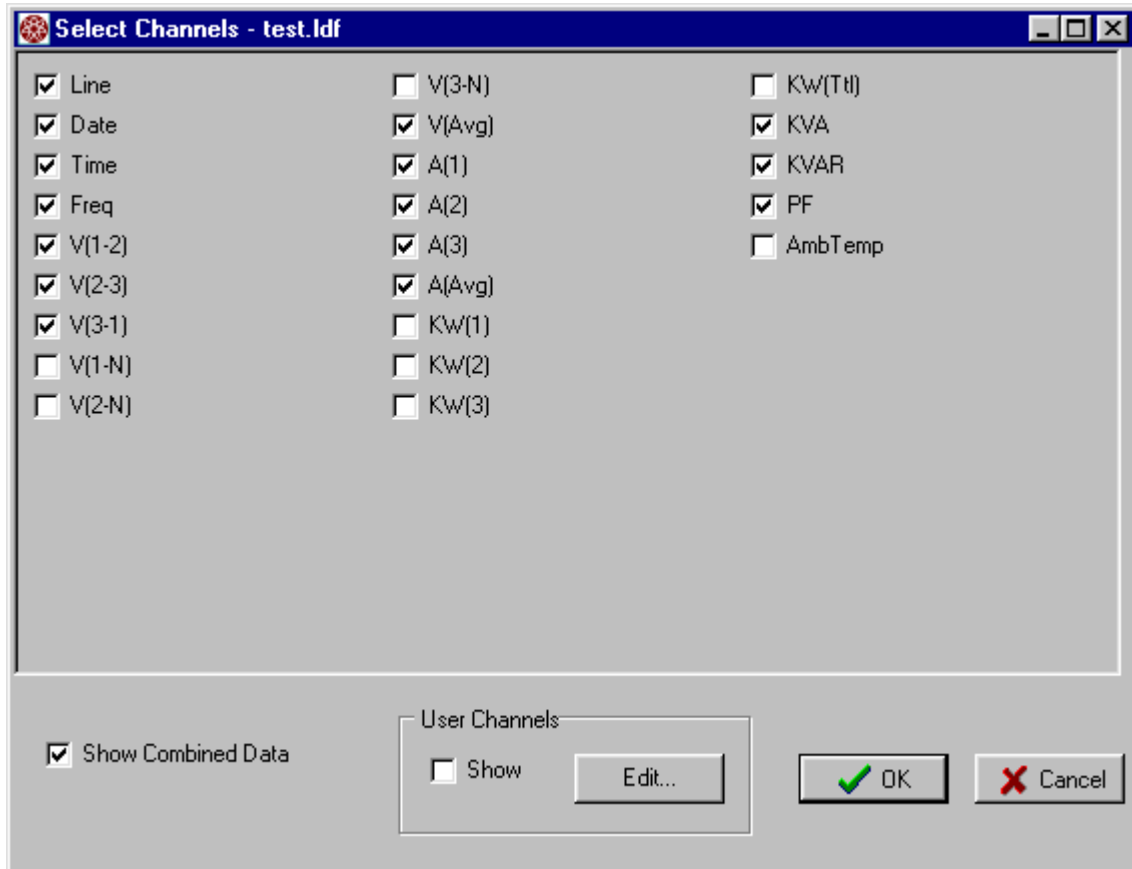 Select Channels - test.ldf
Line
Date
Time
Freq
V(1-2)
V(2-3)
V(3-1)
V(1-N)
V(2-N)
V(3-N)
V(Avg)
A(1)
A(2)
A(3)
A(Avg)
KW(1)
KW(2)
KW(3)
KW(Ttl)
KVA
KVAR
PF
AmbTemp
Show Combined Data
User Channels
Show
Edit...
OK
Cancel